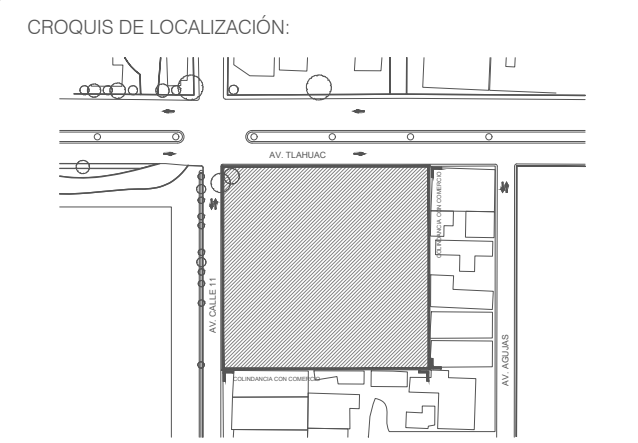 CROQUIS DE LOCALIZACIÓN:
AV. TLAHUAC
COLINDANCIA CON COMERCIO
AV. CALLE 11
AV. AGUJAS
COLINDANCIA CON COMERCIO